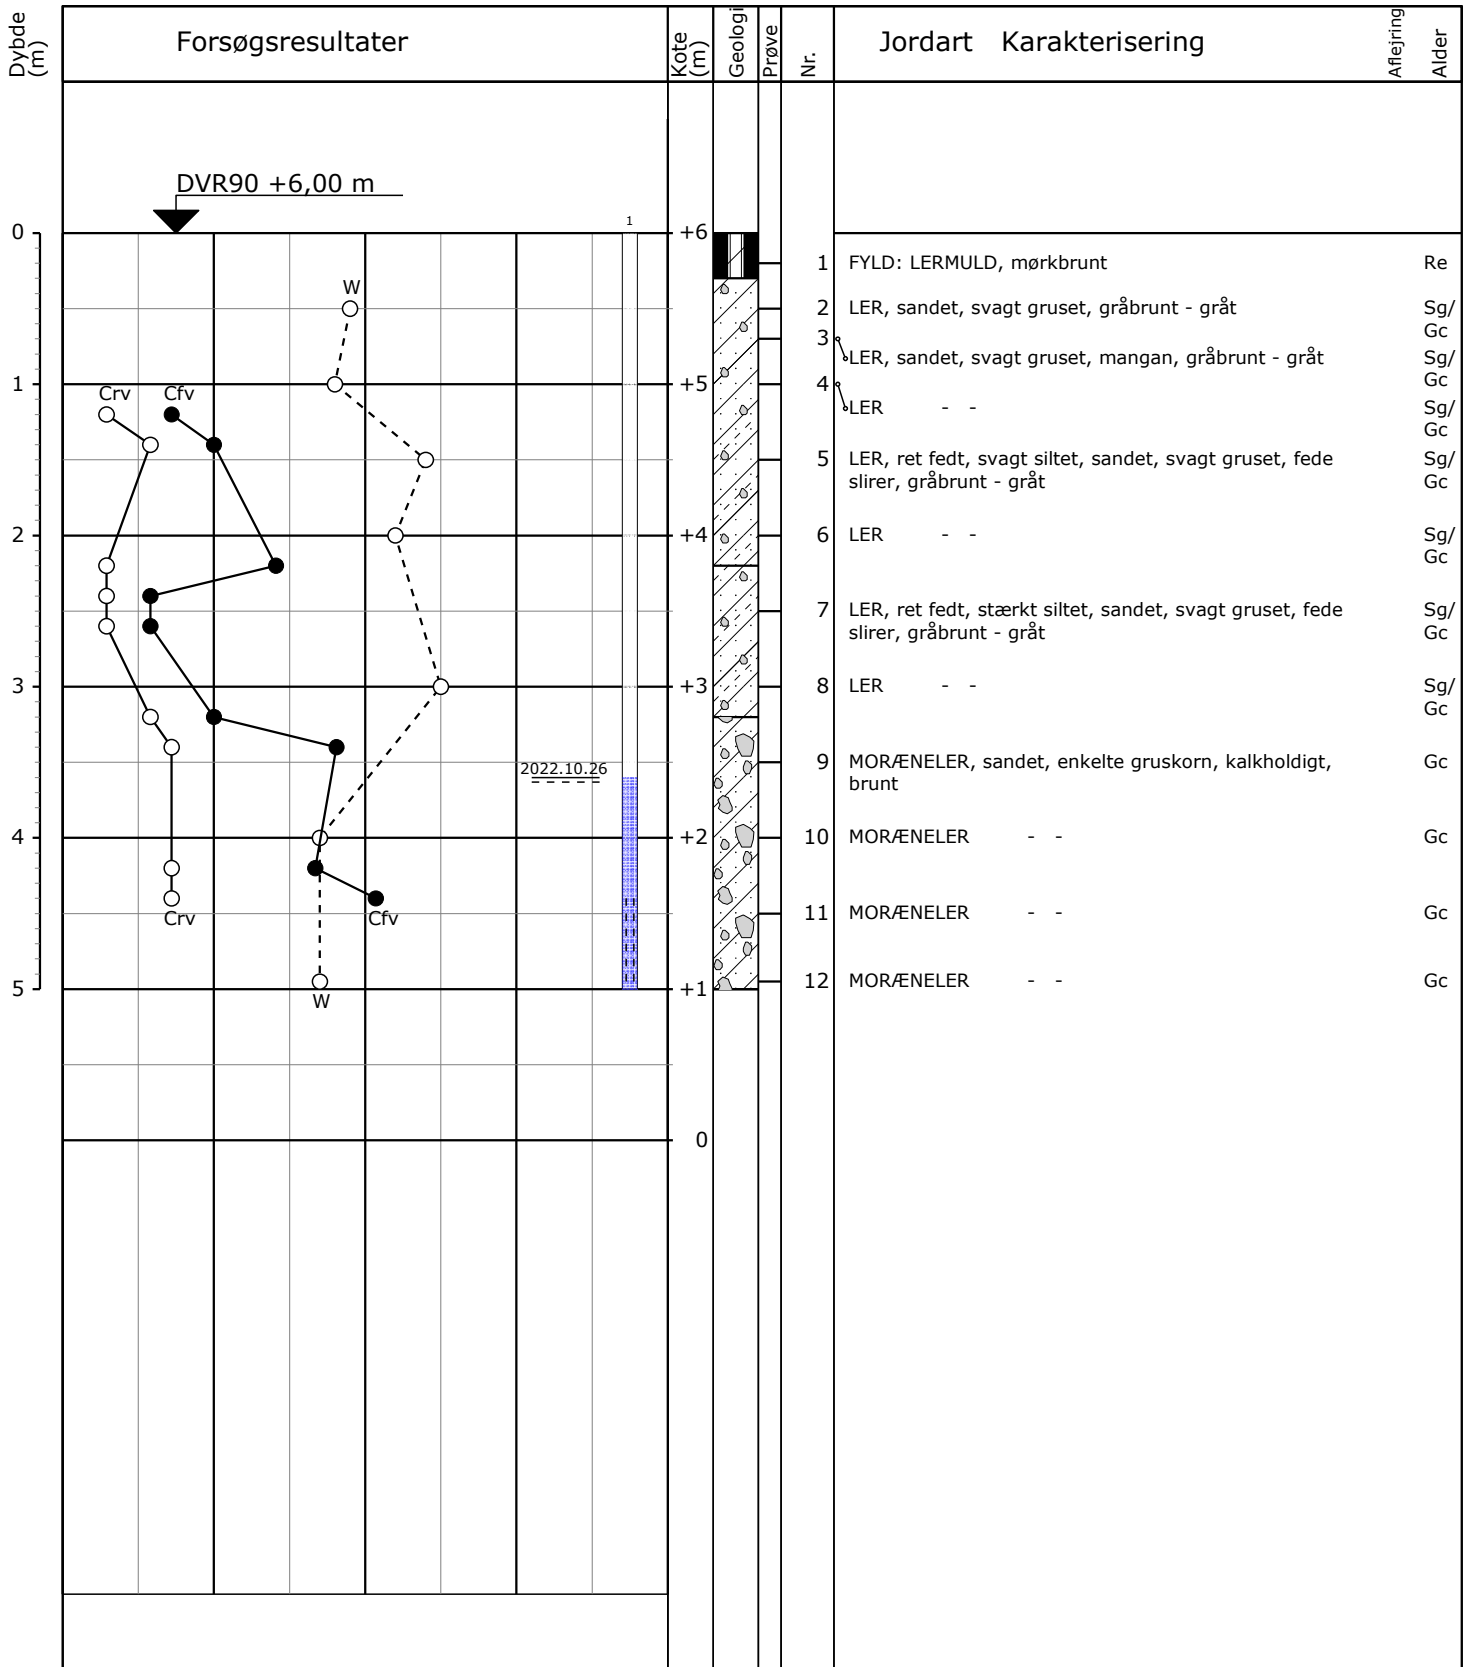 Dybde
(m)
Forsøgsresultater
Kote
(m)
Geologi
Prøve
Nr.
Jordart Karakterisering
Aflejring
Alder
DVR90 +6,00 m
0
1
+6
1 FYLD: LERMULD, mørkbrunt Re
W
2 LER, sandet, svagt gruset, gråbrunt - gråt Sg/
Gc
3
LER, sandet, svagt gruset, mangan, gråbrunt - gråt Sg/
Gc
1
+5
4
Crv
Cfv
LER - - Sg/
Gc
5 LER, ret fedt, svagt siltet, sandet, svagt gruset, fede Sg/
slirer, gråbrunt - gråt Gc
2
+4
6 LER - - Sg/
Gc
7 LER, ret fedt, stærkt siltet, sandet, svagt gruset, fede Sg/
slirer, gråbrunt - gråt Gc
3
+3
8 LER - - Sg/
Gc
2022.10.26
9 MORÆNELER, sandet, enkelte gruskorn, kalkholdigt, Gc
brunt
4
+2
10 MORÆNELER - - Gc
Crv
Cfv
11 MORÆNELER - - Gc
12 MORÆNELER - - Gc
5
+1
W
0